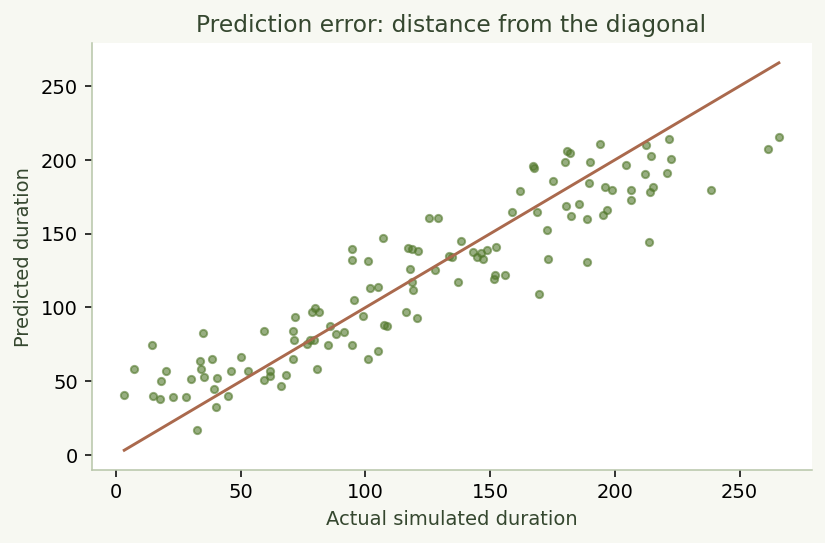 Prediction error: distance from the diagonal
Predicted duration
250
200
150
100
50
0
0 50 100 150 200 250
Actual simulated duration